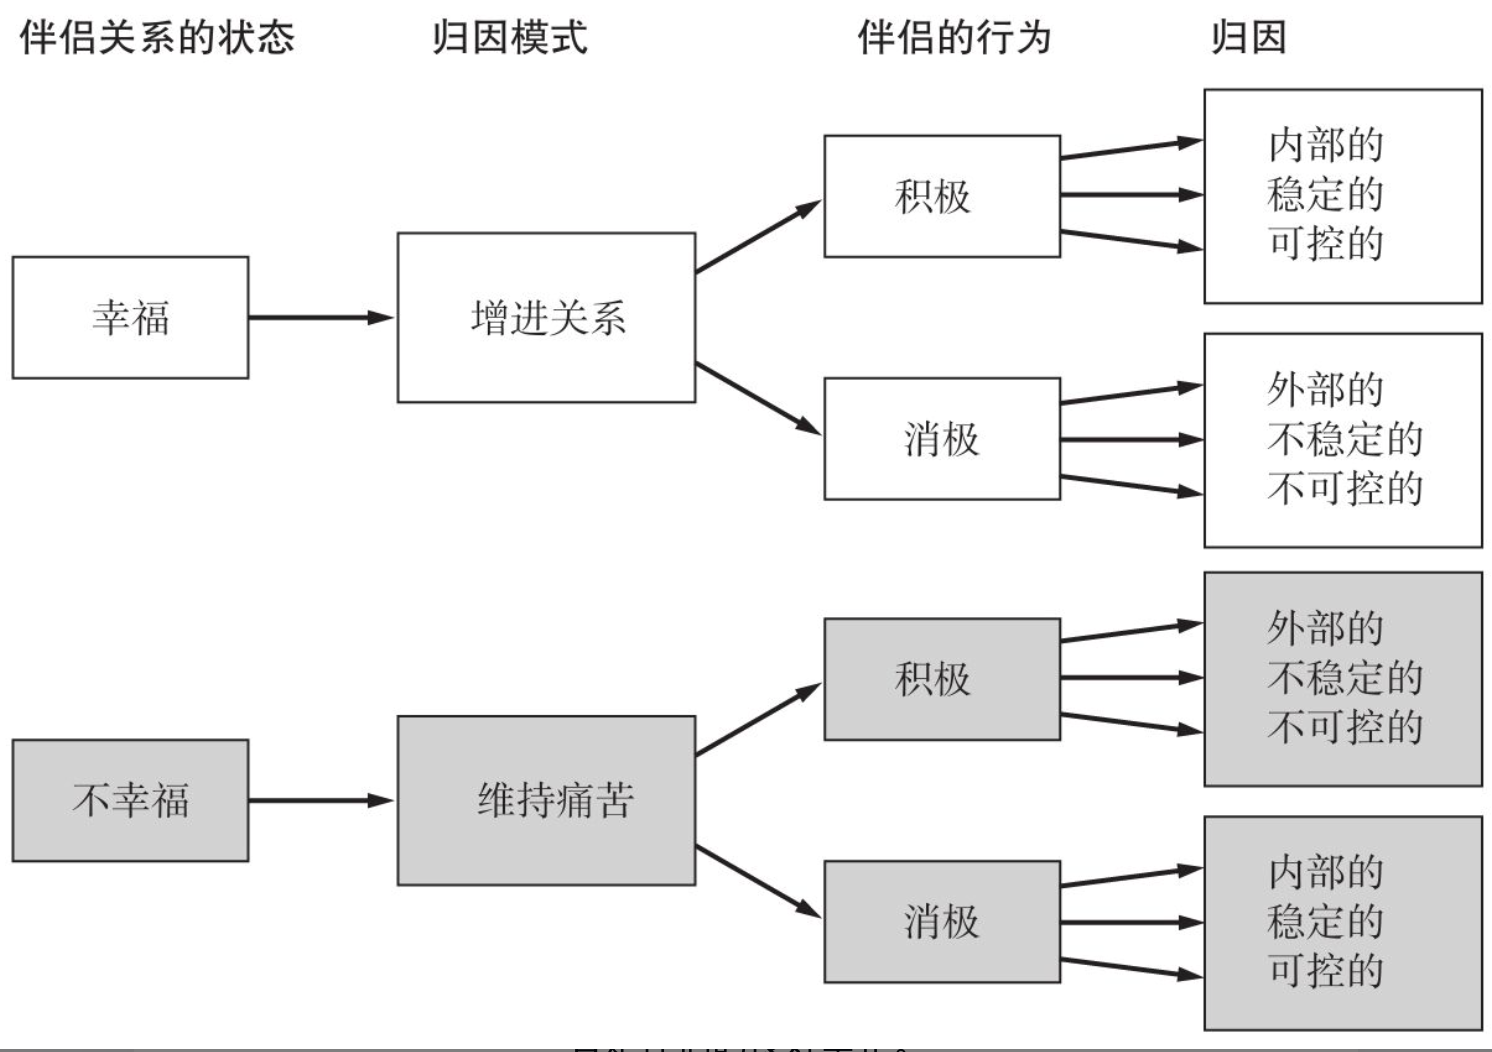 伴侣关系的状态 归因模式 伴侣的行为 归因
幸福
增进关系
积极
内部的
稳定的
可控的
消极
外部的
不稳定的
不可控的
不幸福
维持痛苦
积极
外部的
不稳定的
不可控的
消极
内部的
稳定的
可控的